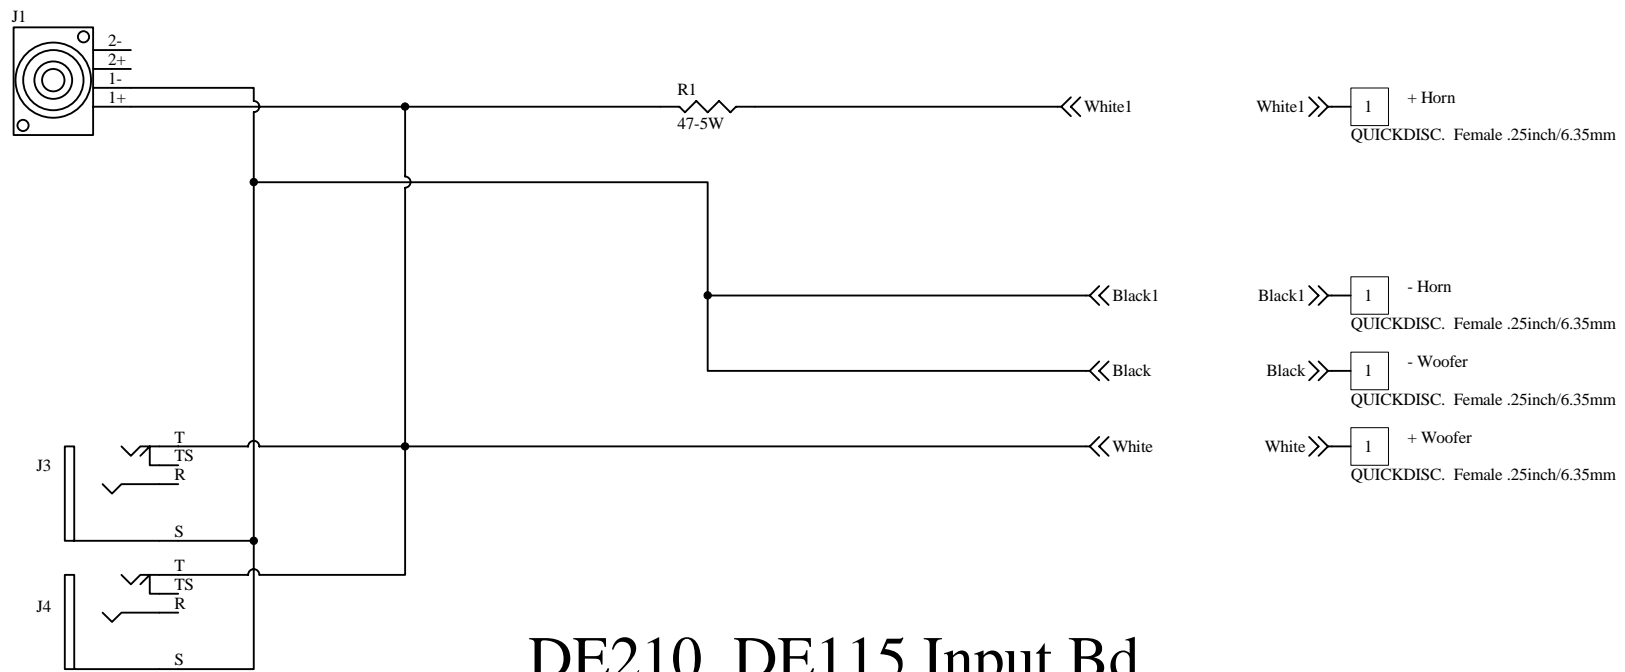 J1
2-
2+
1-
1+
R1
47-5W
White1
White1
1
+ Horn
QUICKDISC. Female .25inch/6.35mm
Black1
Black1
1
- Horn
QUICKDISC. Female .25inch/6.35mm
Black
Black
1
- Woofer
QUICKDISC. Female .25inch/6.35mm
White
White
1
+ Woofer
QUICKDISC. Female .25inch/6.35mm
J3
T
TS
R
S
J4
T
TS
R
S
DE210 DE115 Input Bd